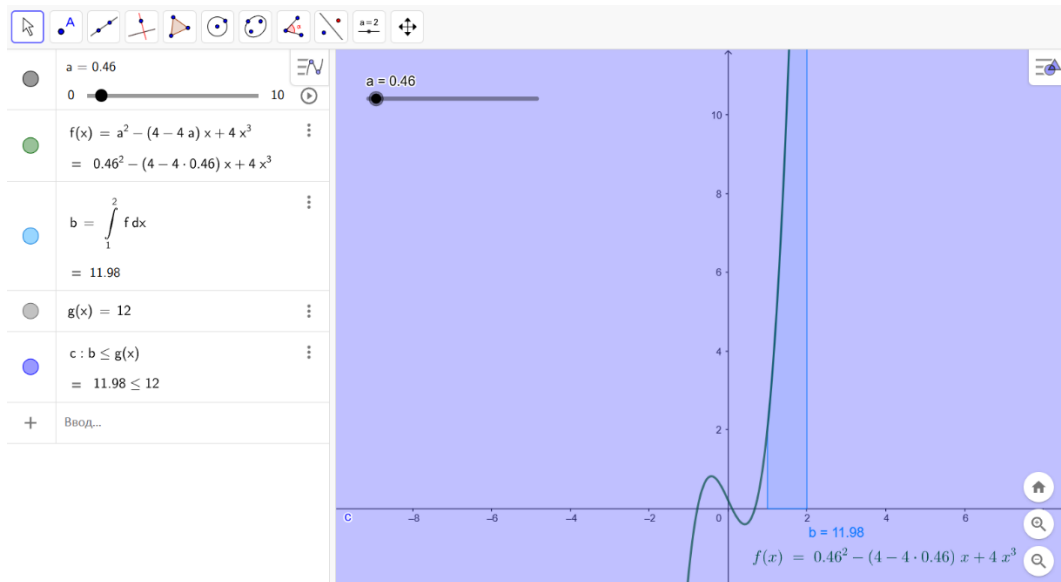 A
a=2
a = 0.46
0 10
f(x) = a² − (4 − 4 a) x + 4 x³
= 0.46² − (4 − 4 · 0.46) x + 4 x³
2
b = ∫ f dx
1
= 11.98
g(x) = 12
c : b ≤ g(x)
= 11.98 ≤ 12
+ Ввод...
a = 0.46
10
8
6
4
2
c −8 −6 −4 −2 0 2 4 6
b = 11.98
f(x) = 0.46² − (4 − 4 · 0.46) x + 4 x³